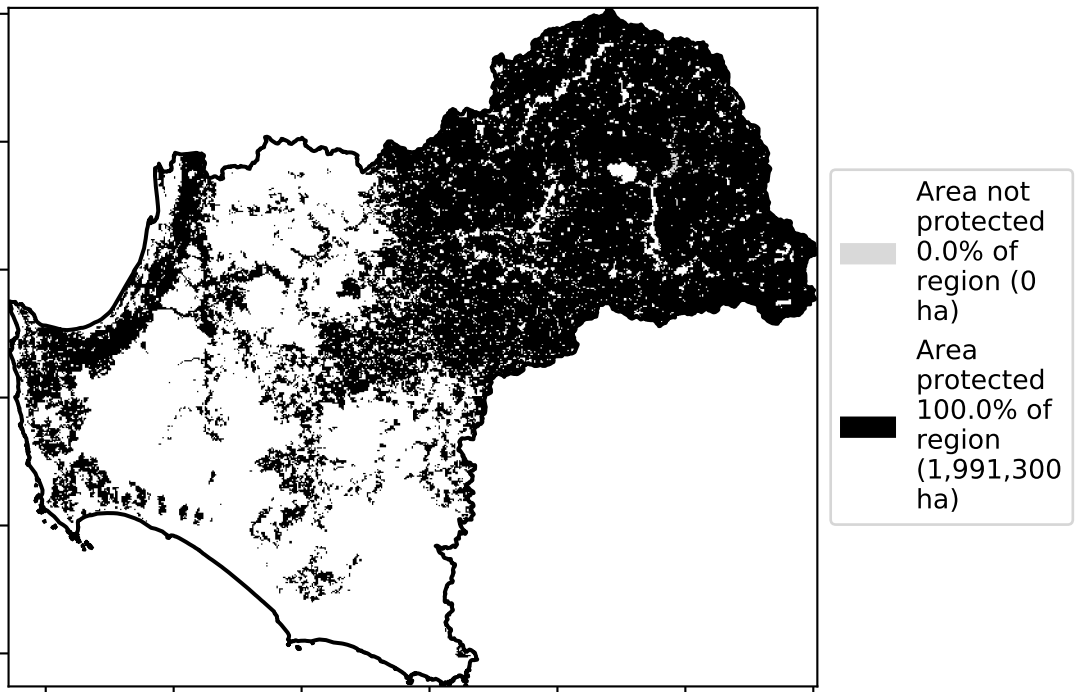 Area not
protected
0.0% of
region (0
ha)
Area
protected
100.0% of
region
(1,991,300
ha)